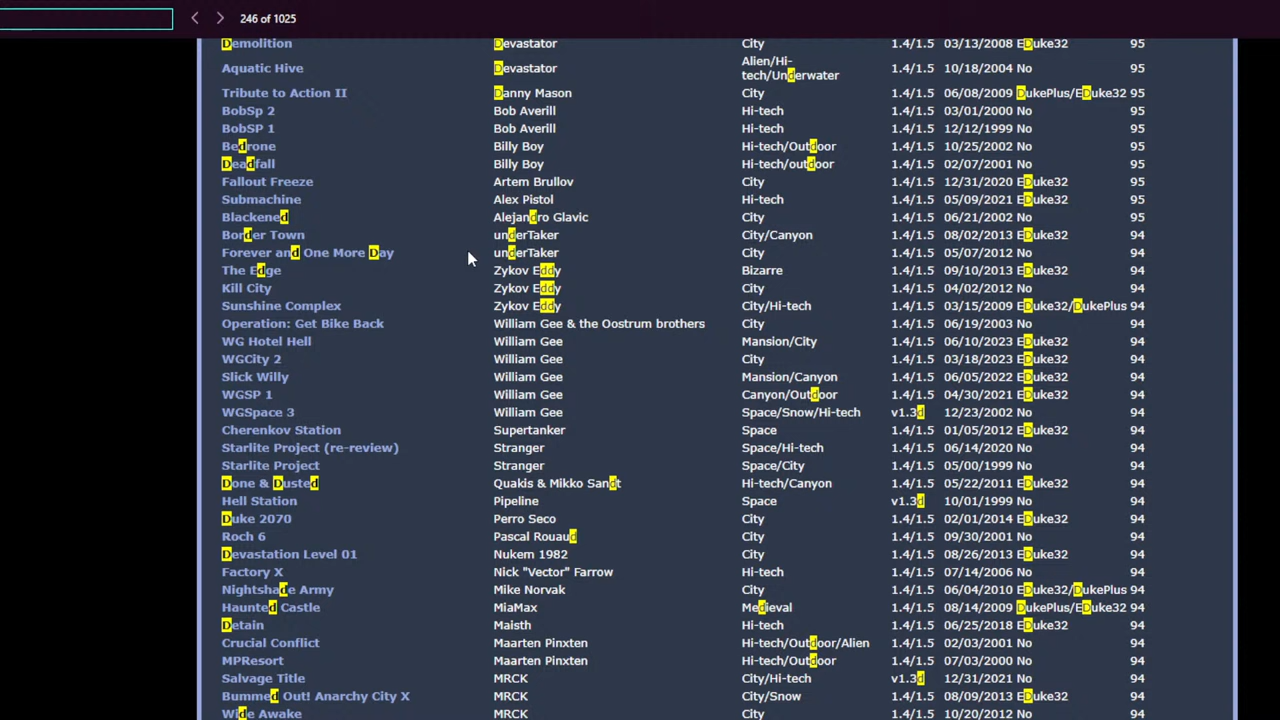 246 of 1025
Demolition Devastator City 1.4/1.5 03/13/2008 EDuke32 95
Aquatic Hive Devastator Alien/Hi-tech/Underwater 1.4/1.5 10/18/2004 No 95
Tribute to Action II Danny Mason City 1.4/1.5 06/08/2009 DukePlus/EDuke32 95
BobSp 2 Bob Averill Hi-tech 1.4/1.5 03/01/2000 No 95
BobSP 1 Bob Averill Hi-tech 1.4/1.5 12/12/1999 No 95
Bedrone Billy Boy Hi-tech/Outdoor 1.4/1.5 10/25/2002 No 95
Deadfall Billy Boy Hi-tech/outdoor 1.4/1.5 02/07/2001 No 95
Fallout Freeze Artem Brullov City 1.4/1.5 12/31/2020 EDuke32 95
Submachine Alex Pistol Hi-tech 1.4/1.5 05/09/2021 EDuke32 95
Blackened Alejandro Glavic City 1.4/1.5 06/21/2002 No 95
Border Town underTaker City/Canyon 1.4/1.5 08/02/2013 EDuke32 94
Forever and One More Day underTaker City 1.4/1.5 05/07/2012 No 94
The Edge Zykov Eddy Bizarre 1.4/1.5 09/10/2013 EDuke32 94
Kill City Zykov Eddy City 1.4/1.5 04/02/2012 No 94
Sunshine Complex Zykov Eddy City/Hi-tech 1.4/1.5 03/15/2009 EDuke32/DukePlus 94
Operation: Get Bike Back William Gee & the Oostrum brothers City 1.4/1.5 06/19/2003 No 94
WG Hotel Hell William Gee Mansion/City 1.4/1.5 06/10/2023 EDuke32 94
WGCity 2 William Gee City 1.4/1.5 03/18/2023 EDuke32 94
Slick Willy William Gee Mansion/Canyon 1.4/1.5 06/05/2022 EDuke32 94
WGSP 1 William Gee Canyon/Outdoor 1.4/1.5 04/30/2021 EDuke32 94
WGSpace 3 William Gee Space/Snow/Hi-tech v1.3d 12/23/2002 No 94
Cherenkov Station Supertanker Space 1.4/1.5 01/05/2012 EDuke32 94
Starlite Project (re-review) Stranger Space/Hi-tech 1.4/1.5 06/14/2020 No 94
Starlite Project Stranger Space/City 1.4/1.5 05/00/1999 No 94
Done & Dusted Quakis & Mikko Sandt Hi-tech/Canyon 1.4/1.5 05/22/2011 EDuke32 94
Hell Station Pipeline Space v1.3d 10/01/1999 No 94
Duke 2070 Perro Seco City 1.4/1.5 02/01/2014 EDuke32 94
Roch 6 Pascal Rouaud City 1.4/1.5 09/30/2001 No 94
Devastation Level 01 Nukem 1982 City 1.4/1.5 08/26/2013 EDuke32 94
Factory X Nick "Vector" Farrow Hi-tech 1.4/1.5 07/14/2006 No 94
Nightshade Army Mike Norvak City 1.4/1.5 06/04/2010 EDuke32/DukePlus 94
Haunted Castle MiaMax Medieval 1.4/1.5 08/14/2009 DukePlus/EDuke32 94
Detain Maisth Hi-tech 1.4/1.5 06/25/2018 EDuke32 94
Crucial Conflict Maarten Pinxten Hi-tech/Outdoor/Alien 1.4/1.5 02/03/2001 No 94
MPResort Maarten Pinxten Hi-tech/Outdoor 1.4/1.5 07/03/2000 No 94
Salvage Title MRCK City/Hi-tech v1.3d 12/31/2021 No 94
Bummed Out! Anarchy City X MRCK City/Snow 1.4/1.5 08/09/2013 EDuke32 94
Wide Awake MRCK City 1.4/1.5 10/20/2012 No 94